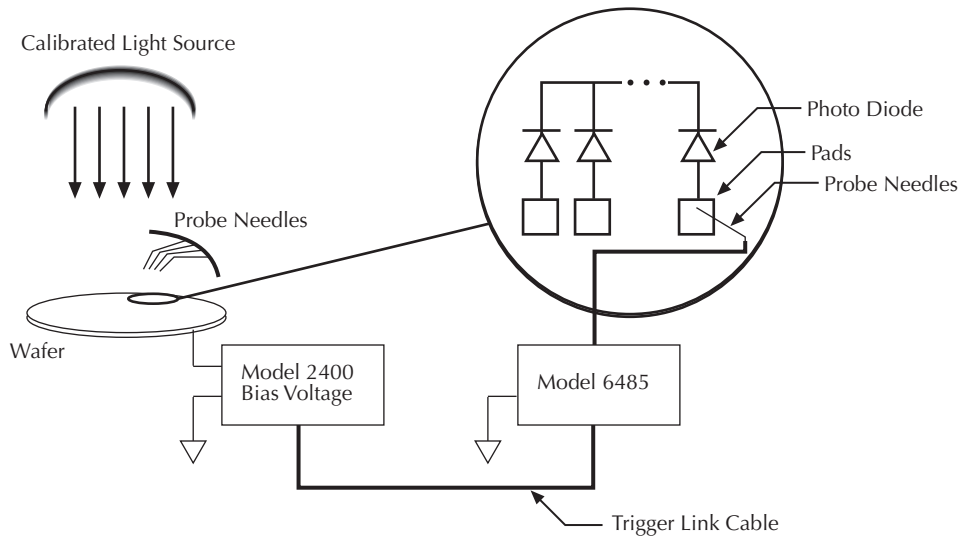 Calibrated Light Source
Photo Diode
Pads
Probe Needles
Probe Needles
Wafer
Model 2400
Bias Voltage
Model 6485
Trigger Link Cable